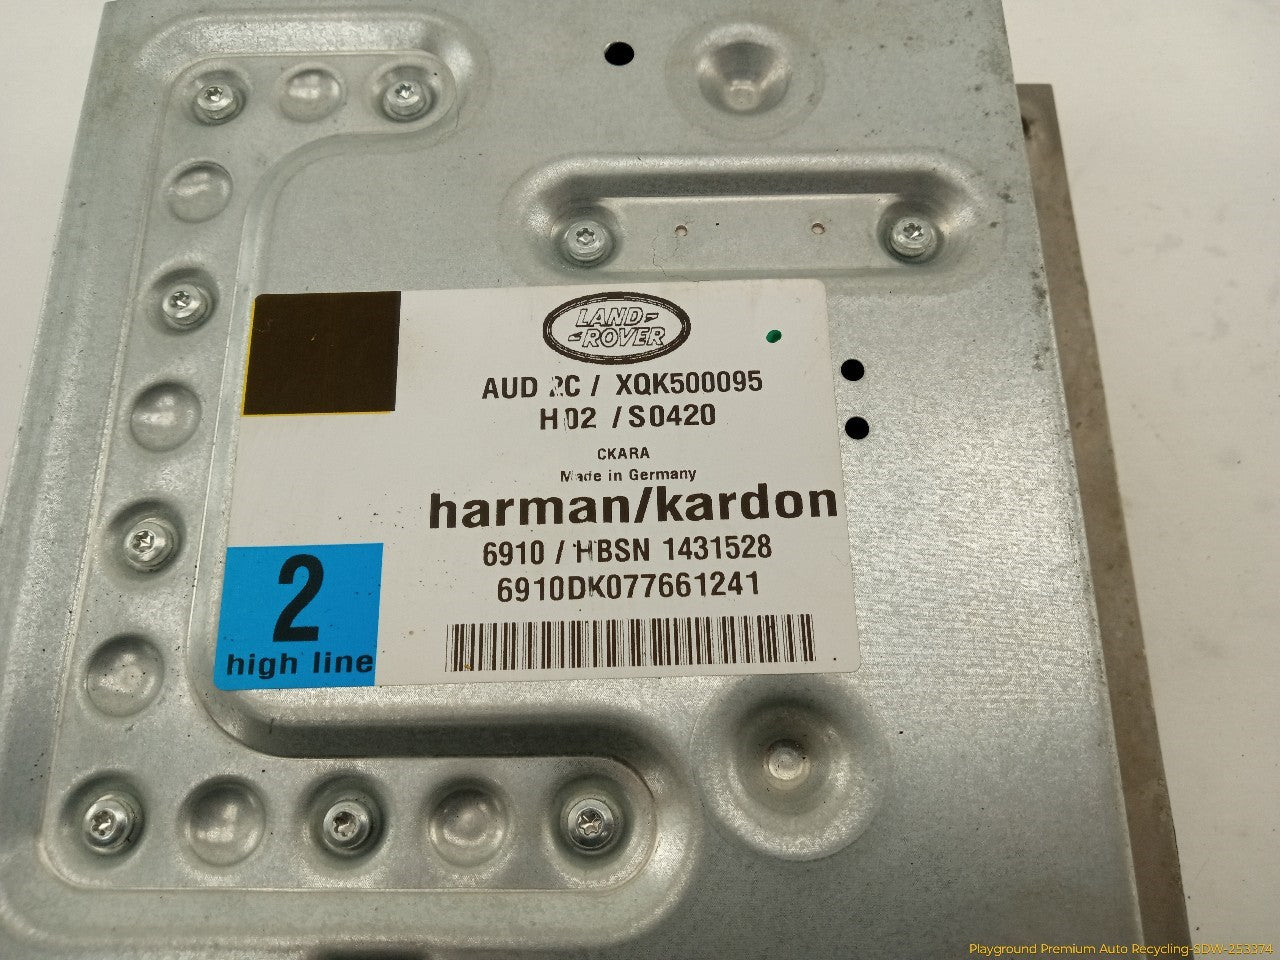 LAND-
-ROVER
AUD 2C / XQK500095
H02 / S0420
CKARA
Made in Germany
harman/kardon
6910 / HBSN 1431528
6910DK077661241
2
high line
Playground Premium Auto Recycling-SDW-253374